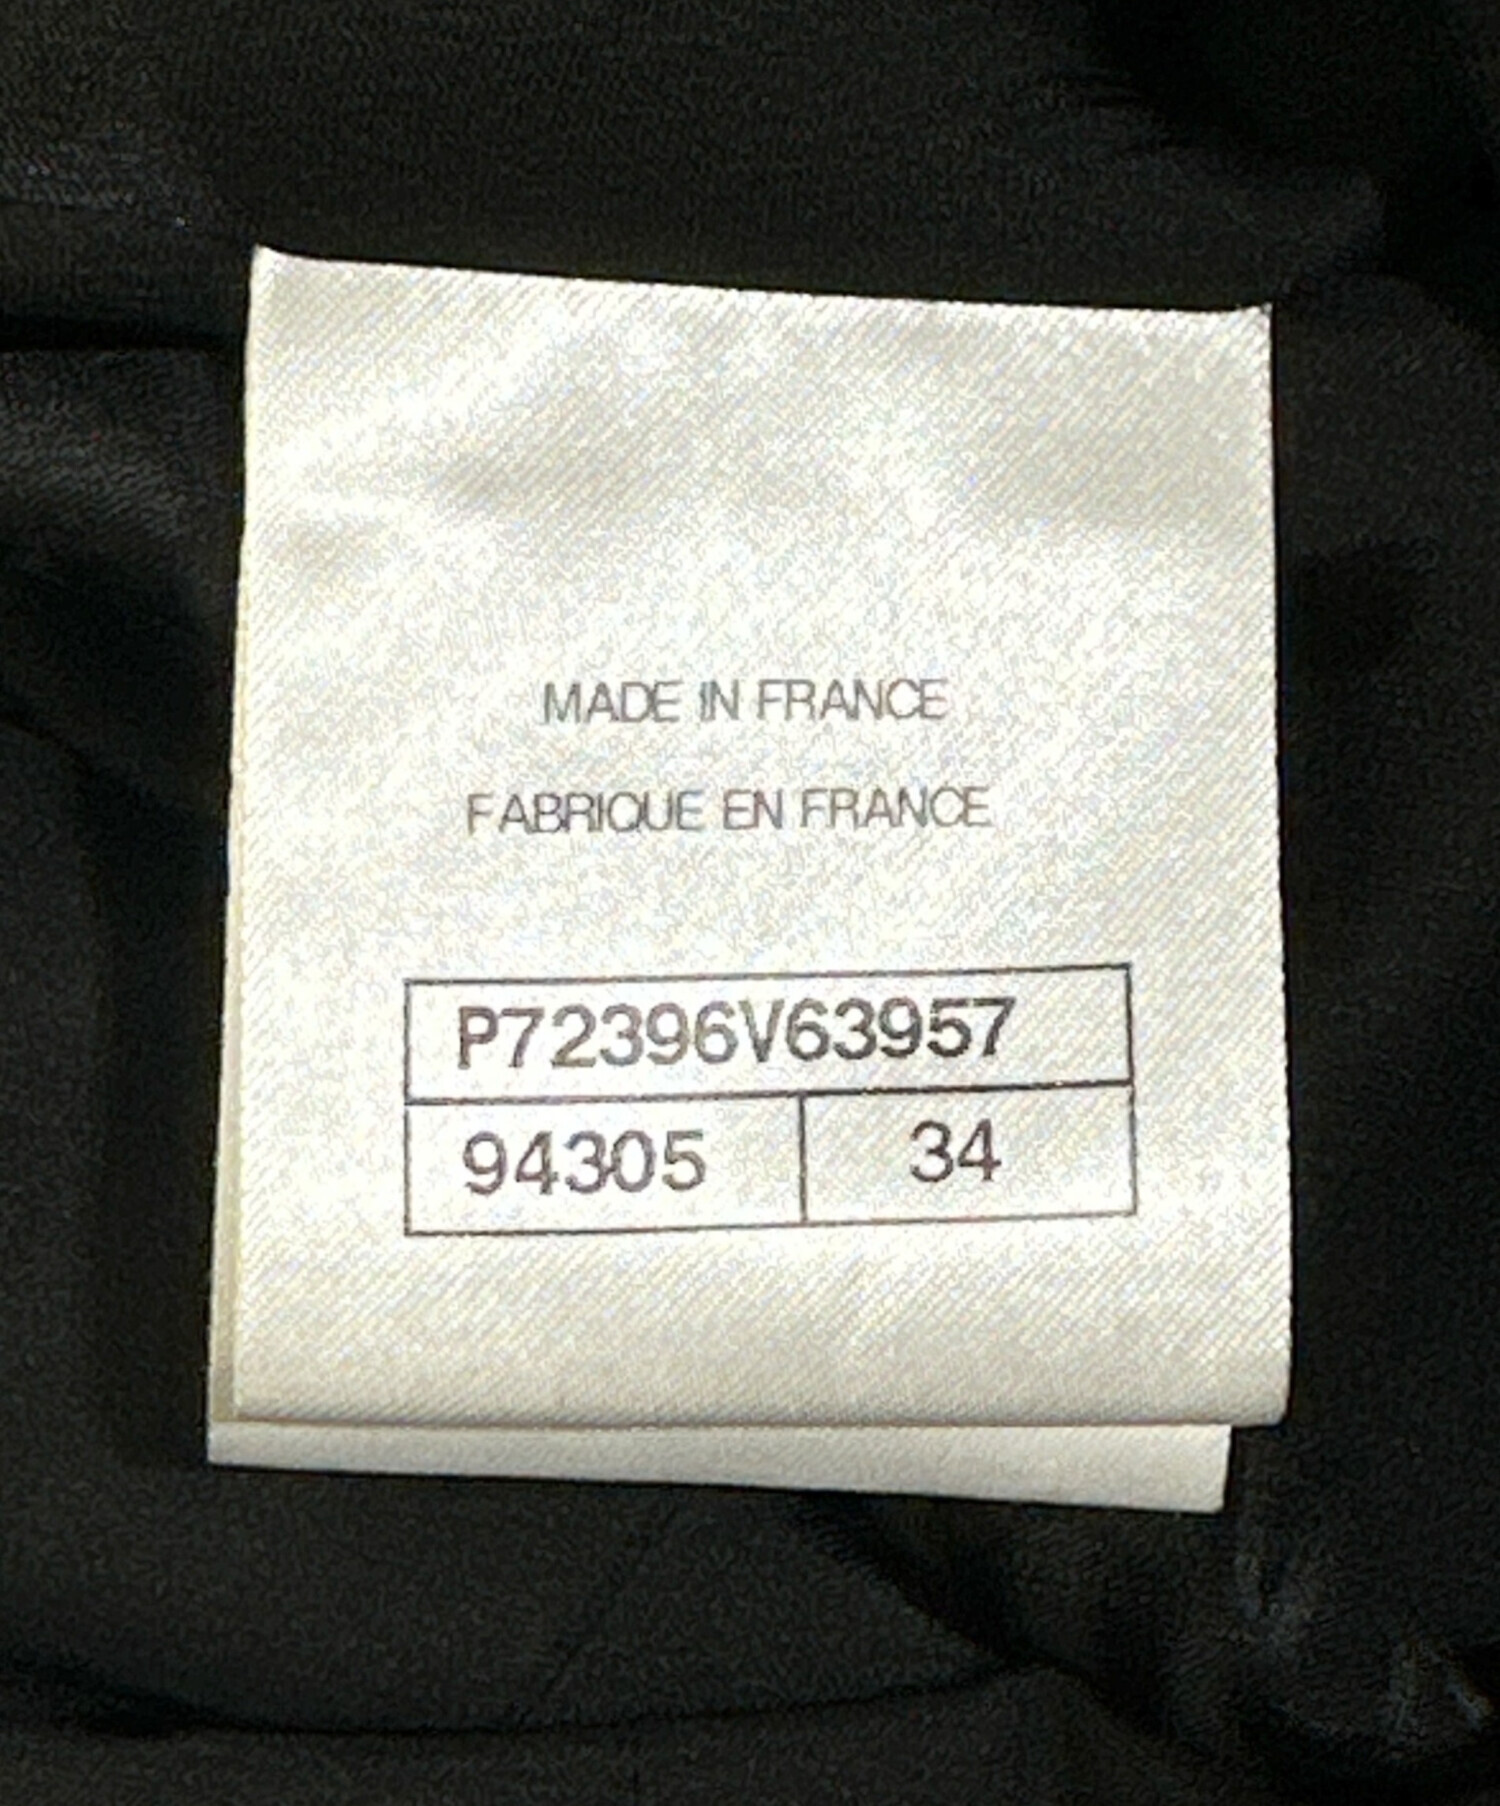 MADE IN FRANCE
FABRIQUE EN FRANCE
P72396V63957
94305 34